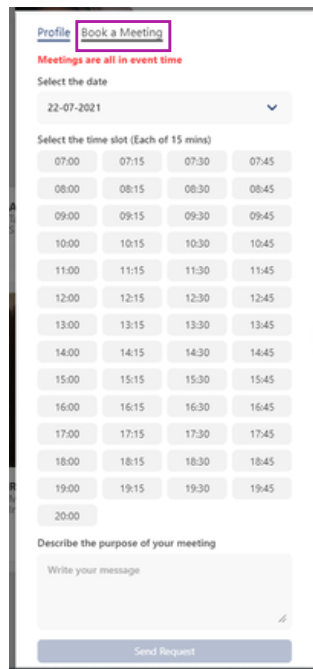 Profile Book a Meeting
Meetings are all in event time
Select the date
22-07-2021
Select the time slot (Each of 15 mins)
07:00 07:15 07:30 07:45
08:00 08:15 08:30 08:45
09:00 09:15 09:30 09:45
10:00 10:15 10:30 10:45
11:00 11:15 11:30 11:45
12:00 12:15 12:30 12:45
13:00 13:15 13:30 13:45
14:00 14:15 14:30 14:45
15:00 15:15 15:30 15:45
16:00 16:15 16:30 16:45
17:00 17:15 17:30 17:45
18:00 18:15 18:30 18:45
19:00 19:15 19:30 19:45
20:00
Describe the purpose of your meeting
Write your message
Send Request